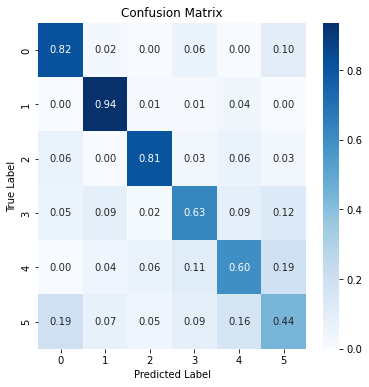 Confusion Matrix
True Label
0 0.82 0.02 0.00 0.06 0.00 0.10
1 0.00 0.94 0.01 0.01 0.04 0.00
2 0.06 0.00 0.81 0.03 0.06 0.03
3 0.05 0.09 0.02 0.63 0.09 0.12
4 0.00 0.04 0.06 0.11 0.60 0.19
5 0.19 0.07 0.05 0.09 0.16 0.44
0 1 2 3 4 5
Predicted Label
0.8
0.6
0.4
0.2
0.0